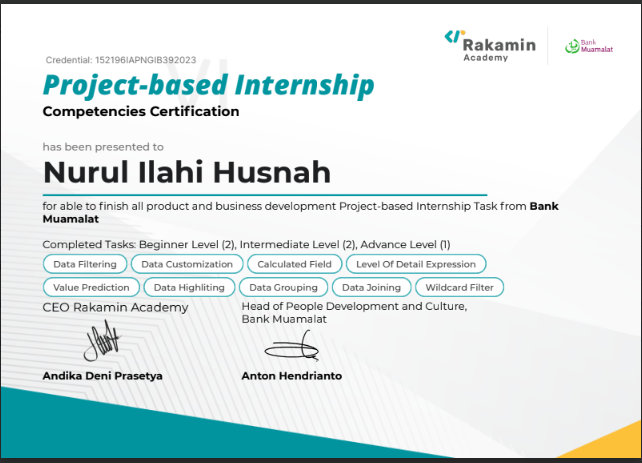 Rakamin
Academy
Bank
Muamalat
Credential: 152196IAPNGIB392023
Project-based Internship
Competencies Certification
has been presented to
Nurul Ilahi Husnah
for able to finish all product and business development Project-based Internship Task from Bank
Muamalat
Completed Tasks: Beginner Level (2), Intermediate Level (2), Advance Level (1)
Data Filtering Data Customization Calculated Field Level Of Detail Expression
Value Prediction Data Highliting Data Grouping Data Joining Wildcard Filter
CEO Rakamin Academy
Head of People Development and Culture,
Bank Muamalat
Andika Deni Prasetya
Anton Hendrianto